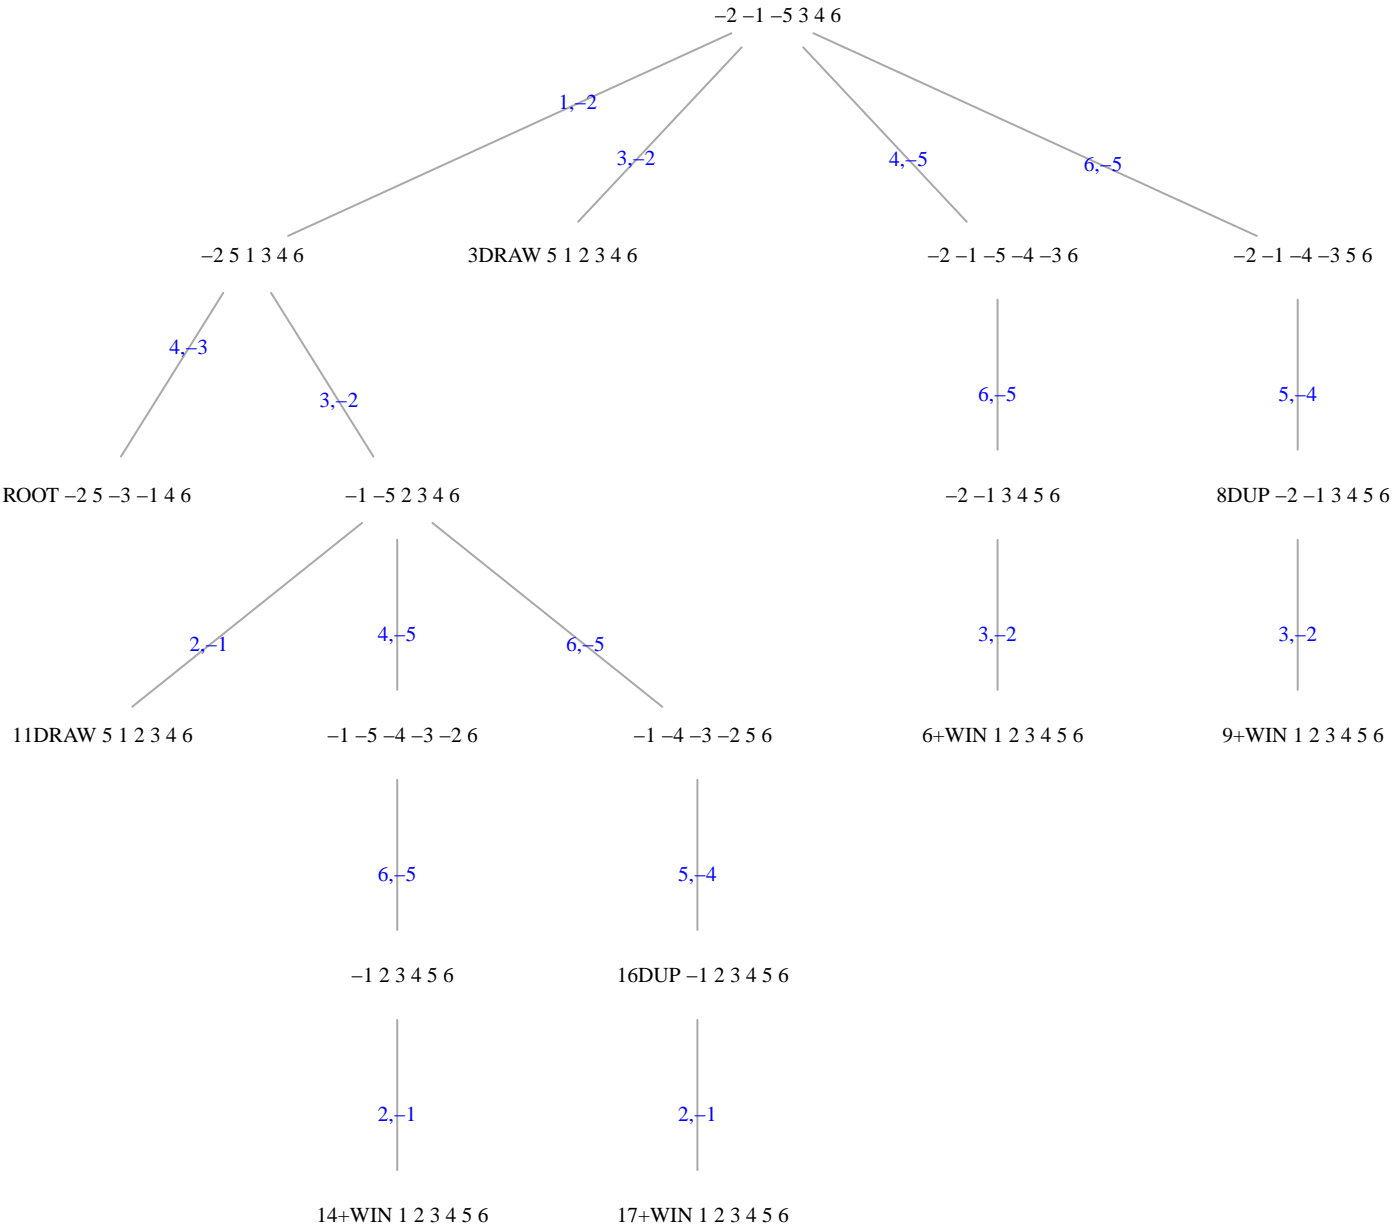 −2 −1 −5 3 4 6
1,−2
3,−2
4,−5
6,−5
−2 5 1 3 4 6
3DRAW 5 1 2 3 4 6
−2 −1 −5 −4 −3 6
−2 −1 −4 −3 5 6
4,−3
3,−2
6,−5
5,−4
ROOT −2 5 −3 −1 4 6
−1 −5 2 3 4 6
−2 −1 3 4 5 6
8DUP −2 −1 3 4 5 6
2,−1
4,−5
6,−5
3,−2
3,−2
11DRAW 5 1 2 3 4 6
−1 −5 −4 −3 −2 6
−1 −4 −3 −2 5 6
6+WIN 1 2 3 4 5 6
9+WIN 1 2 3 4 5 6
6,−5
5,−4
−1 2 3 4 5 6
16DUP −1 2 3 4 5 6
2,−1
2,−1
14+WIN 1 2 3 4 5 6
17+WIN 1 2 3 4 5 6